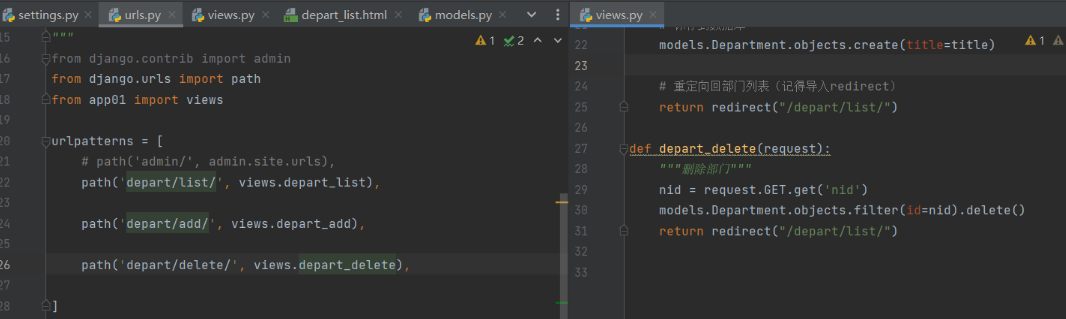 settings.py
urls.py
views.py
depart_list.html
models.py
1
2
15
"""
16
from django.contrib import admin
17
from django.urls import path
18
from app01 import views
19
20
urlpatterns = [
21
# path('admin/', admin.site.urls),
22
path('depart/list/', views.depart_list),
23
24
path('depart/add/', views.depart_add),
25
26
path('depart/delete/', views.depart_delete),
27
28
]
views.py
1
22
models.Department.objects.create(title=title)
23
24
# 重定向回部门列表（记得导入redirect）
25
return redirect("/depart/list/")
26
27
def depart_delete(request):
28
"""删除部门"""
29
nid = request.GET.get('nid')
30
models.Department.objects.filter(id=nid).delete()
31
return redirect("/depart/list/")
32
33